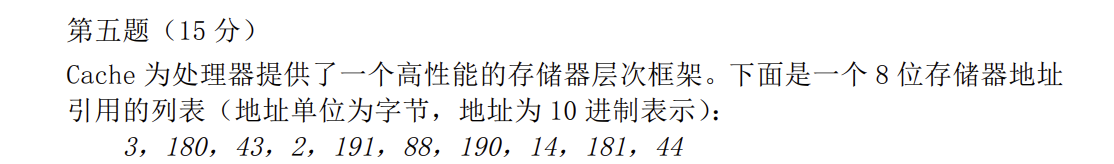 第五题（15 分）
Cache 为处理器提供了一个高性能的存储器层次框架。下面是一个 8 位存储器地址
引用的列表（地址单位为字节，地址为 10 进制表示）：
3, 180, 43, 2, 191, 88, 190, 14, 181, 44